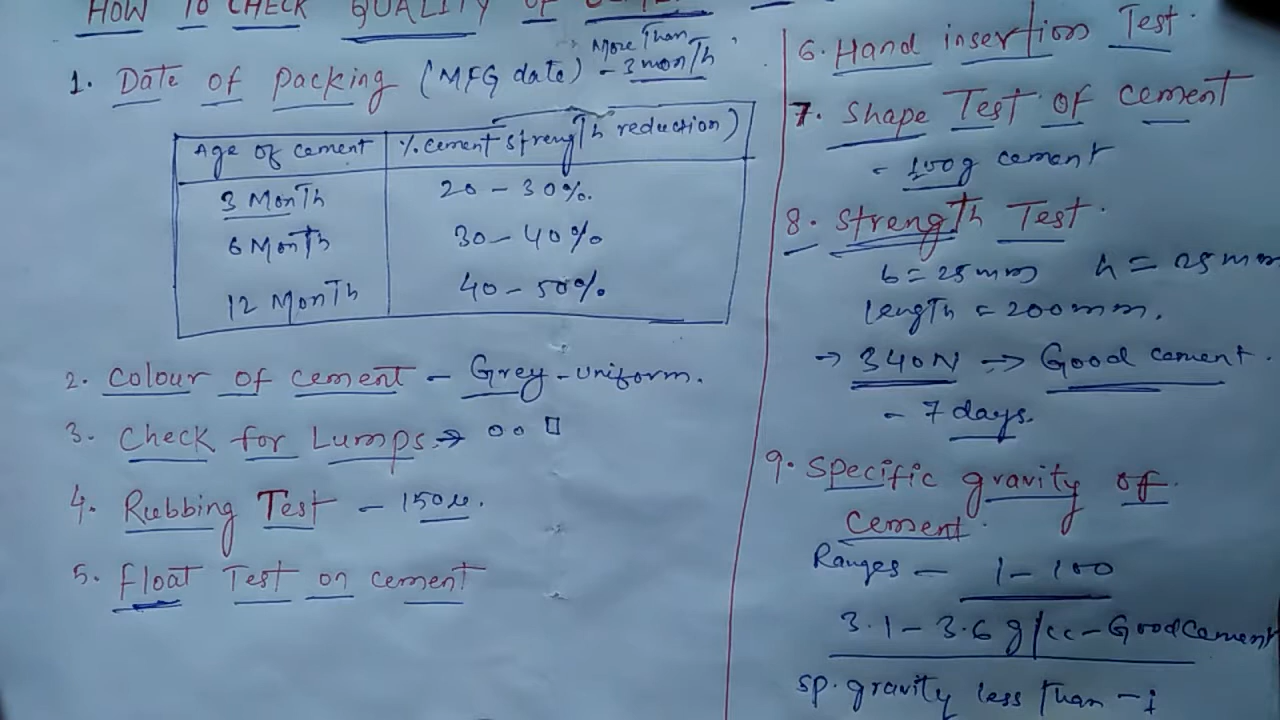 HOW TO CHECK QUALITY OF
More Than
1. Date of packing (MFG date) - 3 month
Age of cement | % cement strength reduction)
3 Month 20 - 30%.
6 Month 30 - 40%
12 Month 40 - 50%
2. Colour of cement - Grey - uniform.
3. Check for Lumps →
4. Rubbing Test - 150µ.
5. Float Test on cement
6. Hand insertion Test.
7. Shape Test of cement
- 100g cement
8. Strength Test.
b = 25mm h = 25mm
length = 200mm.
→ 340N → Good cement.
- 7 days.
9. Specific gravity of
cement.
Ranges - 1 - 100
3.1 - 3.6 g/cc - Good Cement
sp. gravity less than - 1